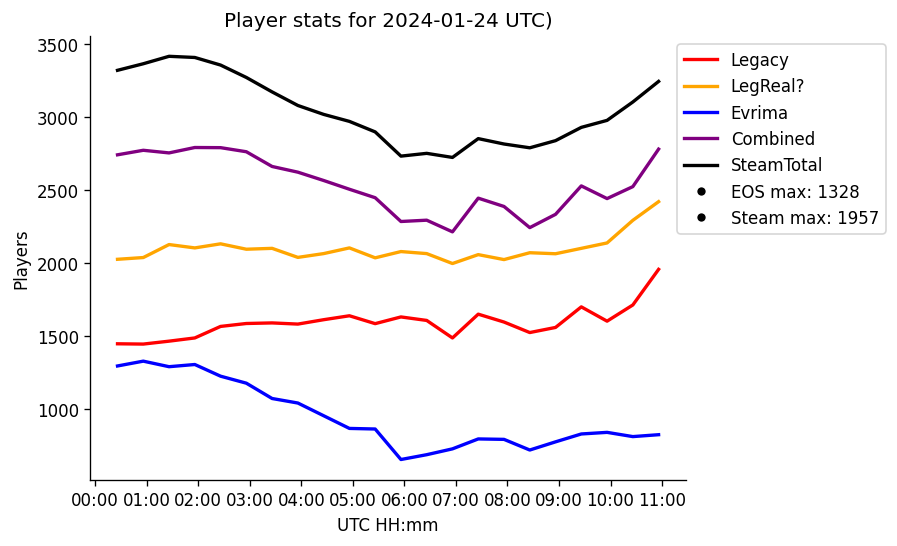 Player stats for 2024-01-24 UTC)
3500
3000
2500
2000
1500
1000
Players
00:00 01:00 02:00 03:00 04:00 05:00 06:00 07:00 08:00 09:00 10:00 11:00
UTC HH:mm
Legacy
LegReal?
Evrima
Combined
SteamTotal
EOS max: 1328
Steam max: 1957